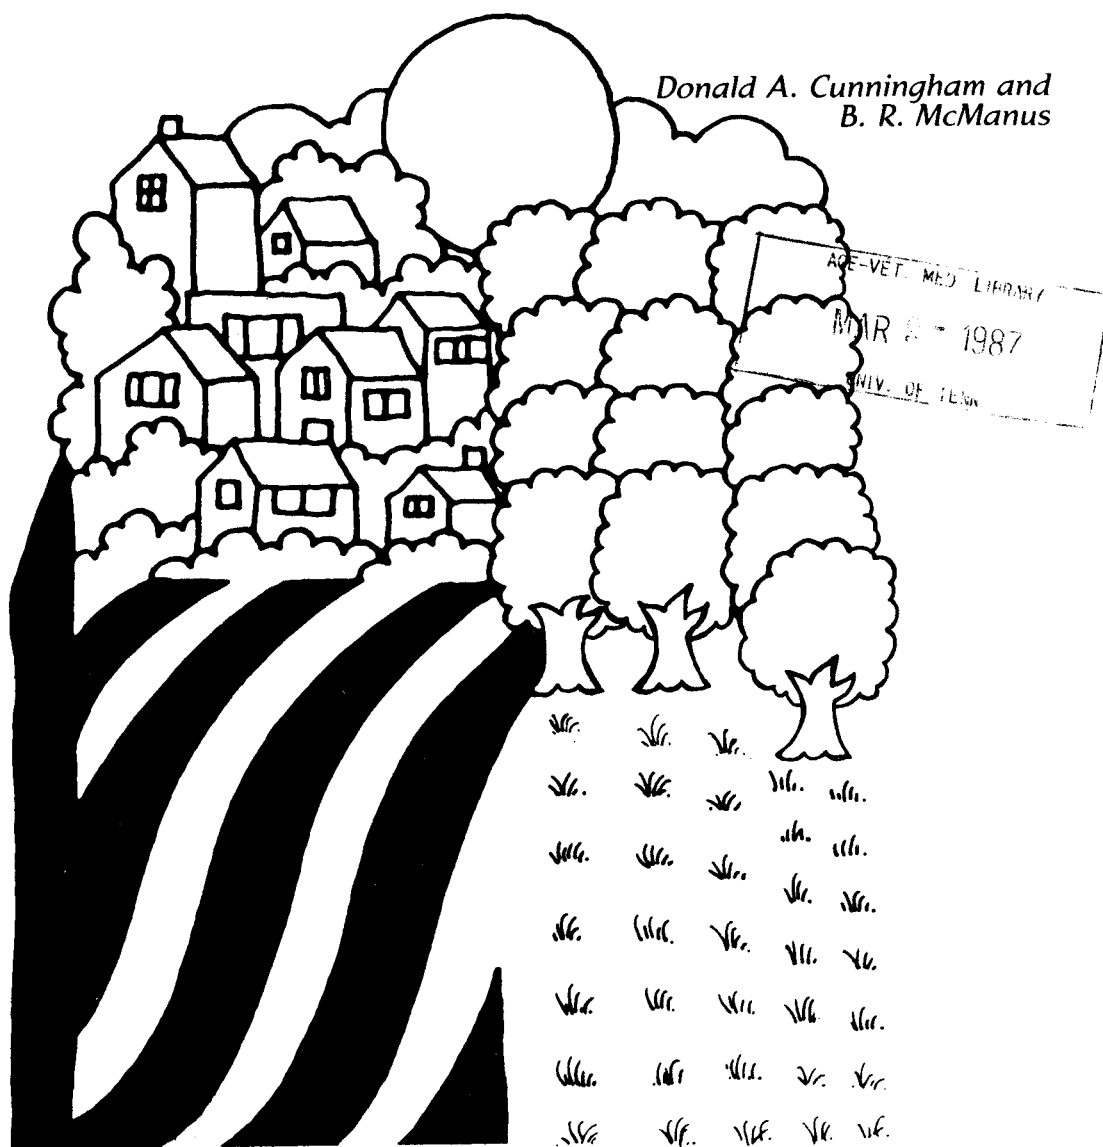 Donald A. Cunningham and
B. R. McManus
AGE-VET. MED LIBRARY
MAR 1987
UNIV. OF TENN